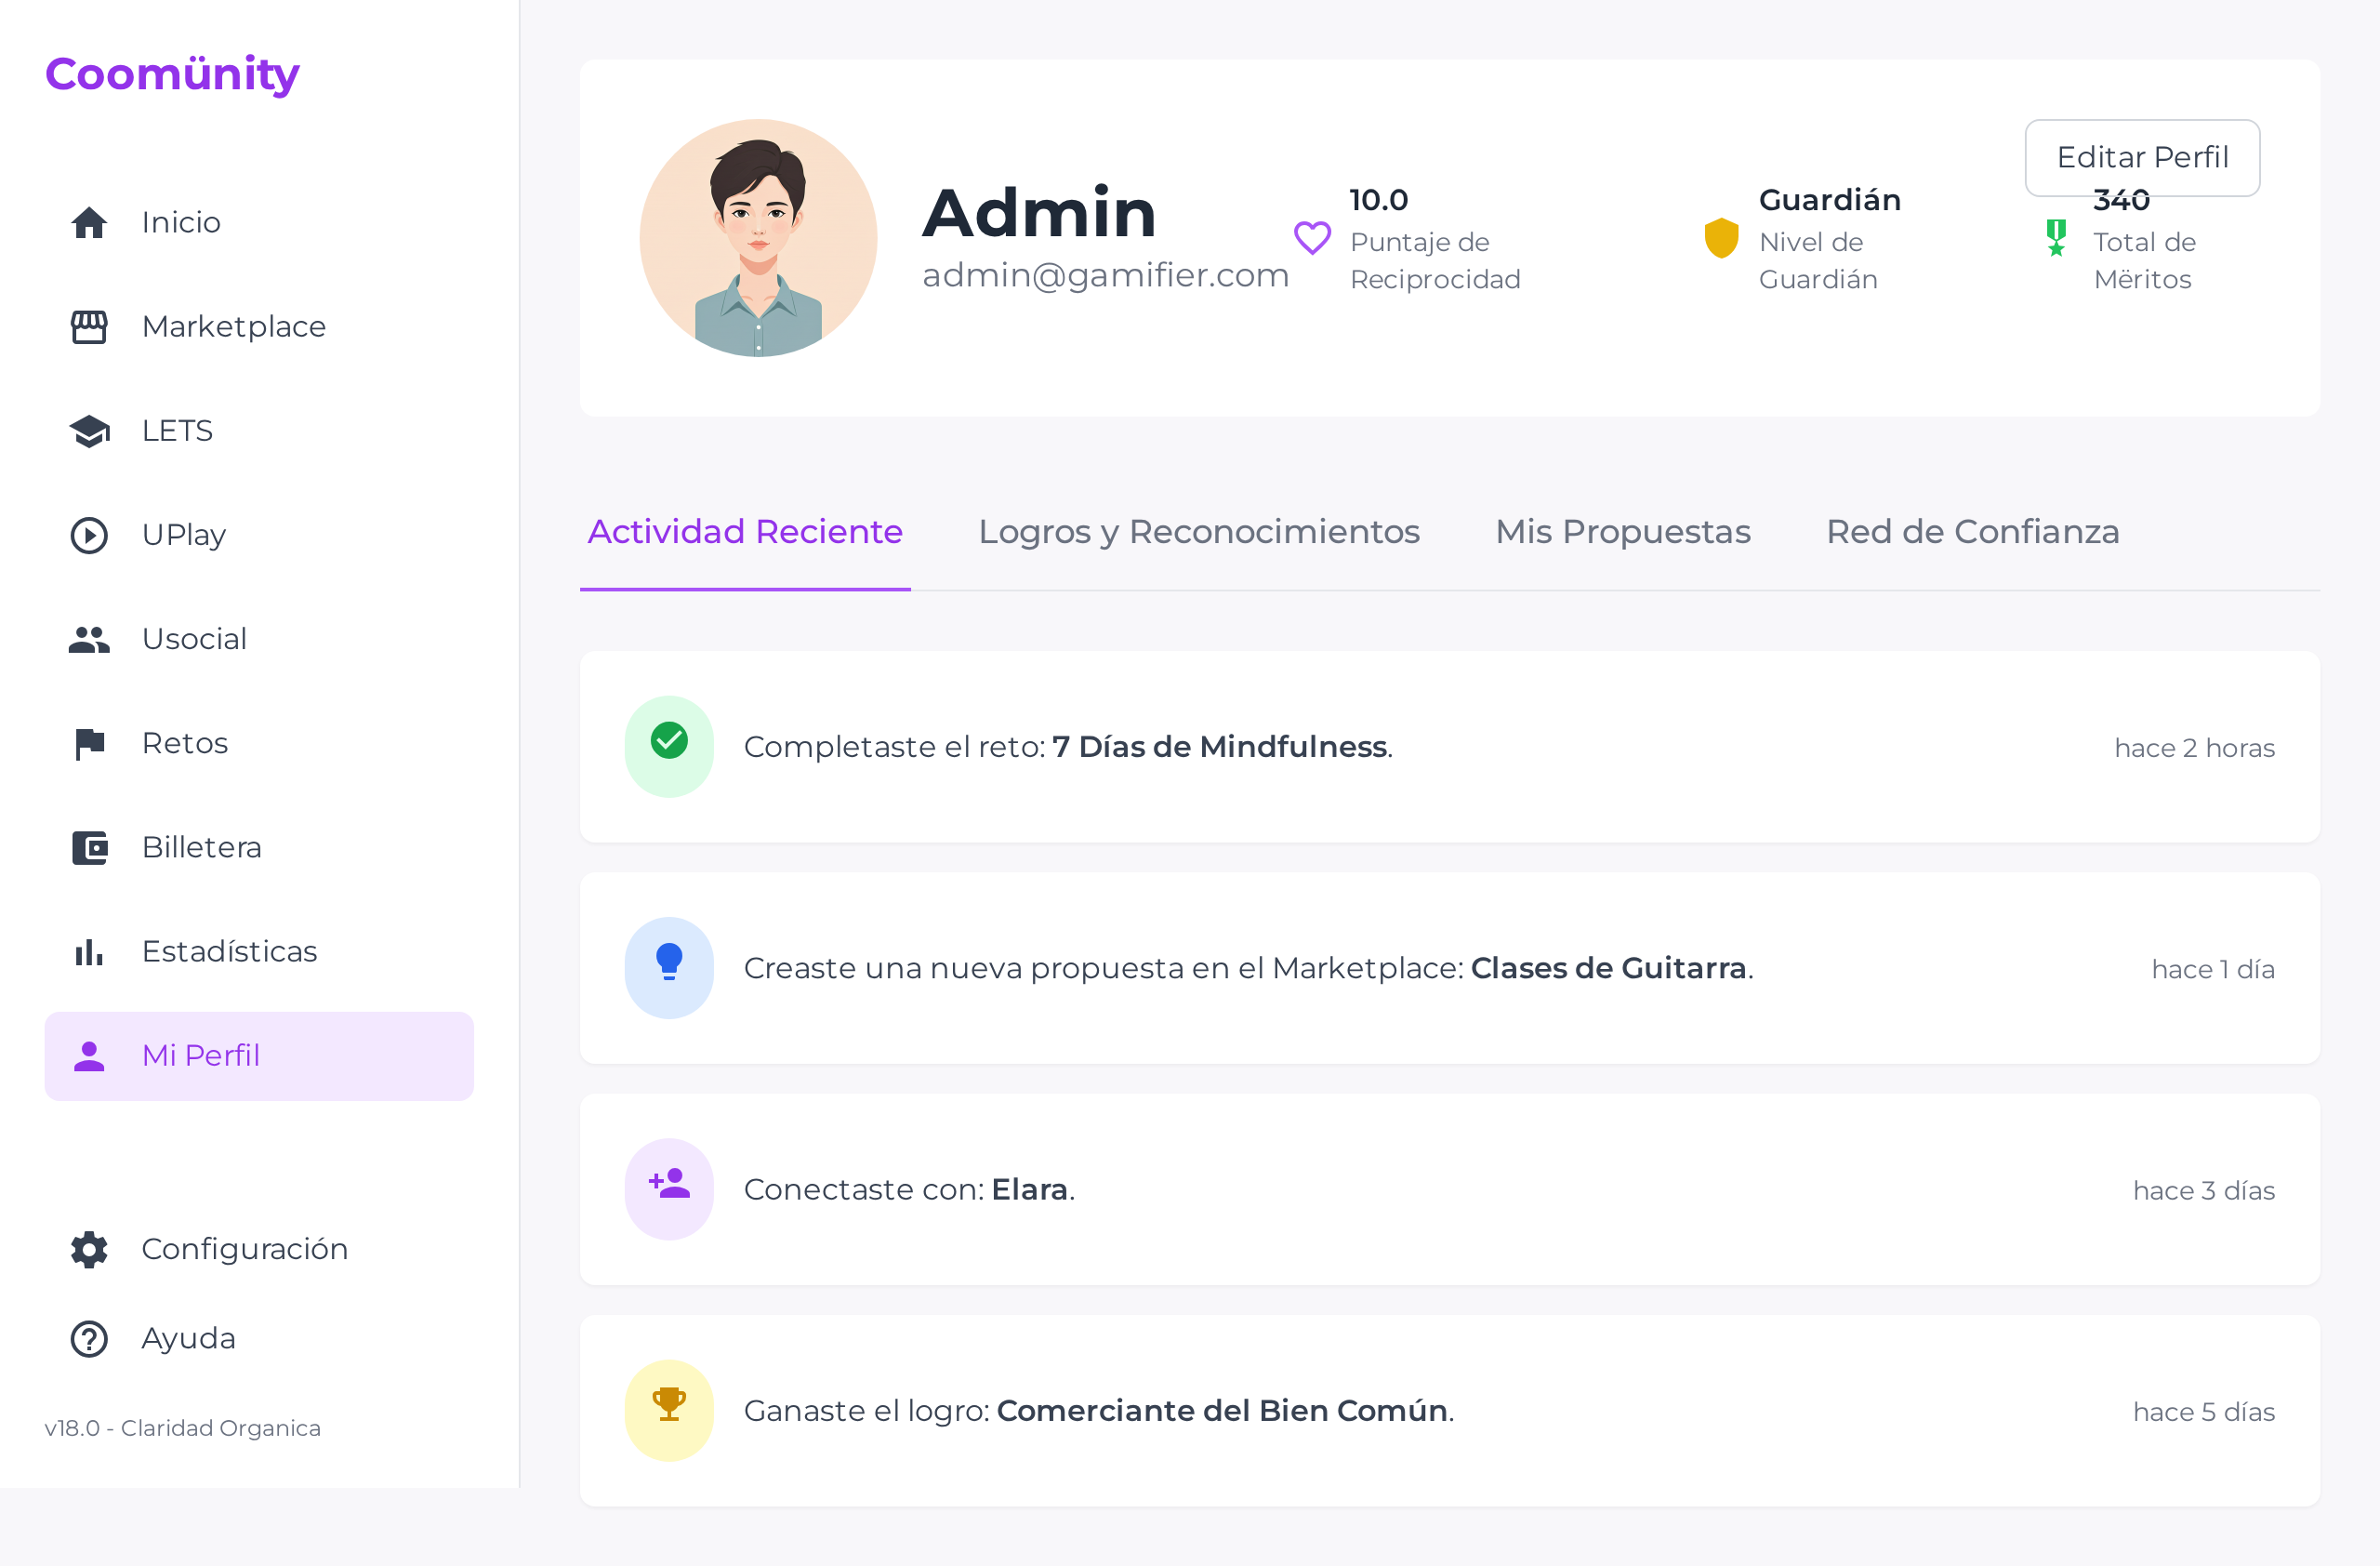 Coomünity
Inicio
Marketplace
LETS
UPlay
Usocial
Retos
Billetera
Estadísticas
Mi Perfil
Configuración
Ayuda
v18.0 - Claridad Organica
Admin
admin@gamifier.com
10.0
Puntaje de
Reciprocidad
Guardián
Nivel de
Guardián
Editar Perfil
340
Total de
Mëritos
Actividad Reciente
Logros y Reconocimientos
Mis Propuestas
Red de Confianza
Completaste el reto: 7 Días de Mindfulness.
hace 2 horas
Creaste una nueva propuesta en el Marketplace: Clases de Guitarra.
hace 1 día
Conectaste con: Elara.
hace 3 días
Ganaste el logro: Comerciante del Bien Común.
hace 5 días